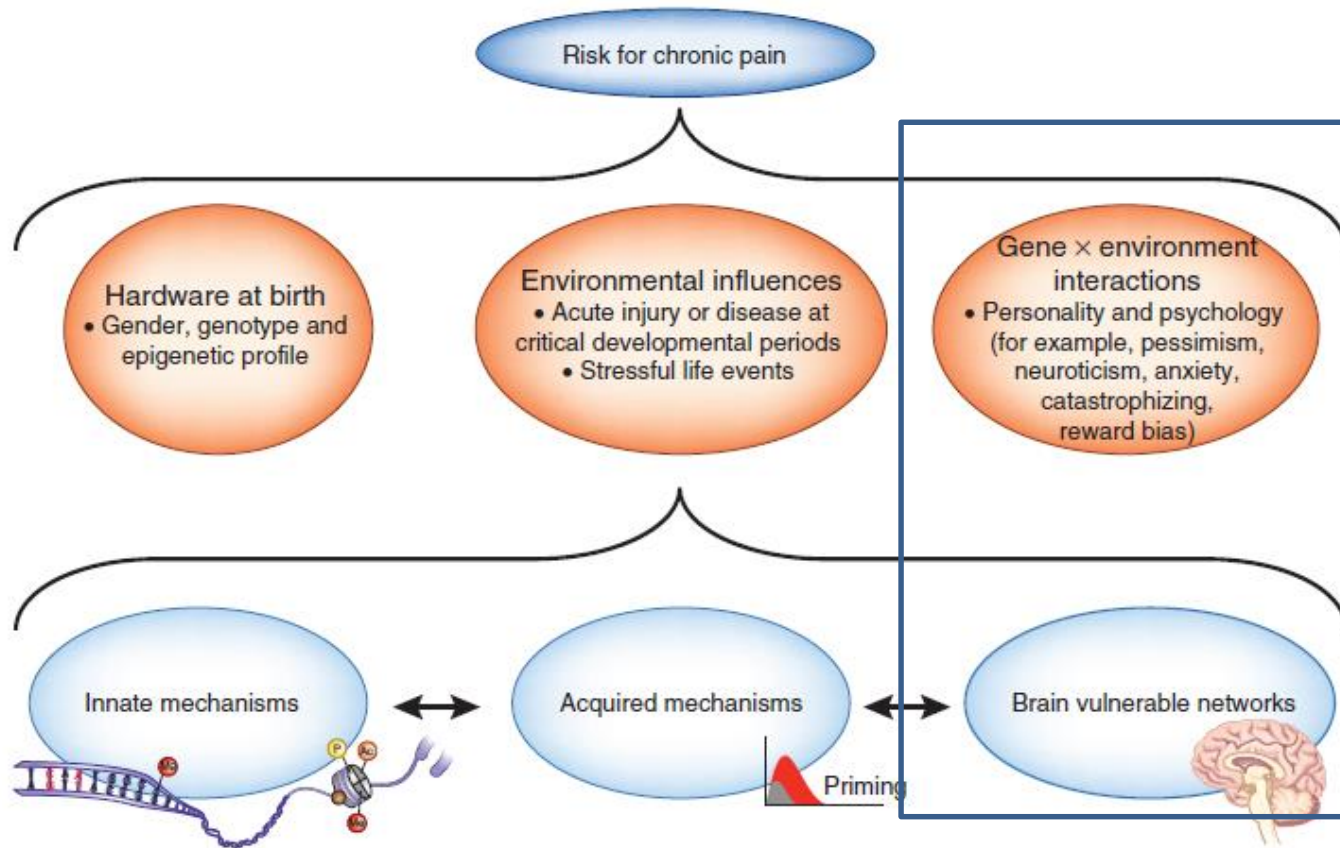 Risk for chronic pain
Hardware at birth
• Gender, genotype and
epigenetic profile
Environmental influences
• Acute injury or disease at
critical developmental periods
• Stressful life events
Gene × environment
interactions
• Personality and psychology
(for example, pessimism,
neuroticism, anxiety,
catastrophizing,
reward bias)
Innate mechanisms
Acquired mechanisms
Brain vulnerable networks
P
Ac
Priming